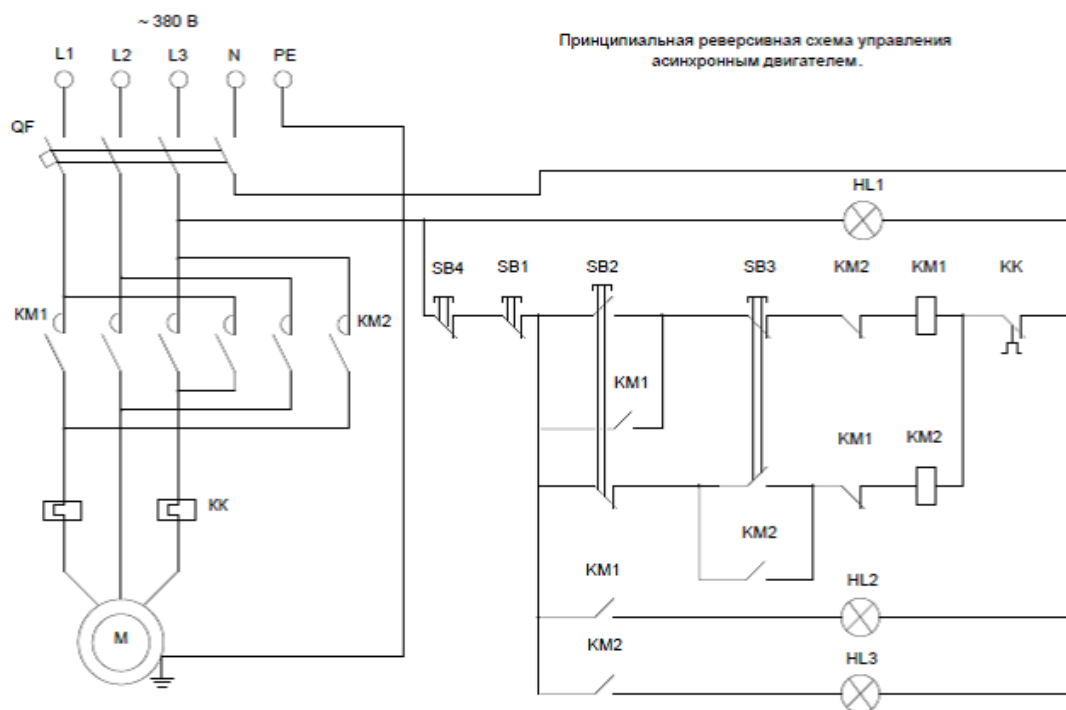 ~ 380 В
Принципиальная реверсивная схема управления
асинхронным двигателем.
L1 L2 L3 N PE
QF
HL1
SB4 SB1 SB2 SB3 KM2 KM1 KK
KM1 KM2
KM1
KM1 KM2
KK
KM2
KM1 HL2
M
KM2 HL3